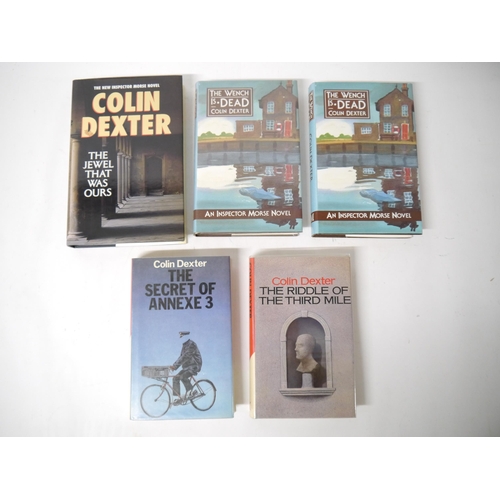 THE NEW INSPECTOR MORSE NOVEL
COLIN
DEXTER
THE
JEWEL
THAT
WAS
OURS
THE WENCH
IS DEAD
COLIN DEXTER
AN INSPECTOR MORSE NOVEL
THE WENCH
IS DEAD
COLIN DEXTER
AN INSPECTOR MORSE NOVEL
Colin Dexter
THE
SECRET OF
ANNEXE 3
Colin Dexter
THE RIDDLE OF
THE THIRD MILE